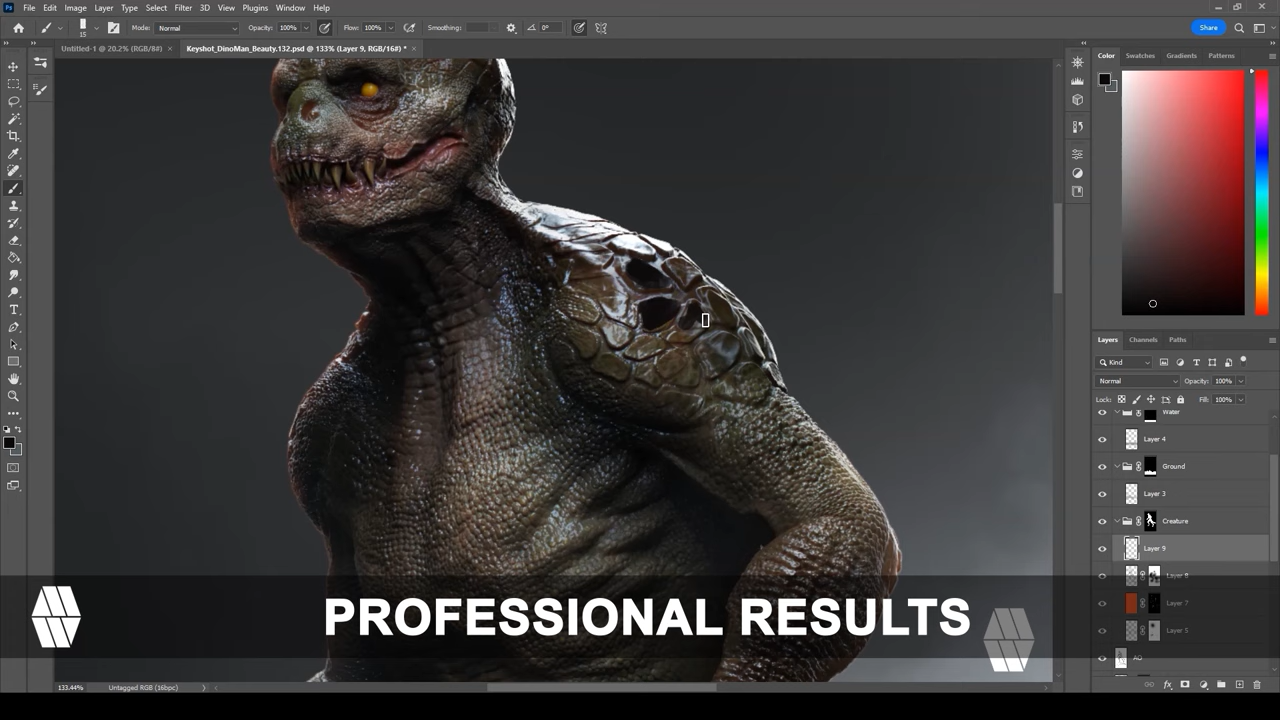 Ps File Edit Image Layer Type Select Filter 3D View Plugins Window Help
15 Mode: Normal Opacity: 100% Flow: 100% Smoothing: 0° Share
Untitled-1 @ 20.2% (RGB/8#) × Keyshot_DinoMan_Beauty.132.psd @ 133% (Layer 9, RGB/16#) * ×
Color Swatches Gradients Patterns
Layers Channels Paths
Kind
Normal Opacity: 100%
Lock: Fill: 100%
Water
Layer 4
Ground
Layer 3
Creature
Layer 9
Layer 8
Layer 7
Layer 5
AO
PROFESSIONAL RESULTS
133.44% Untagged RGB (16bpc)